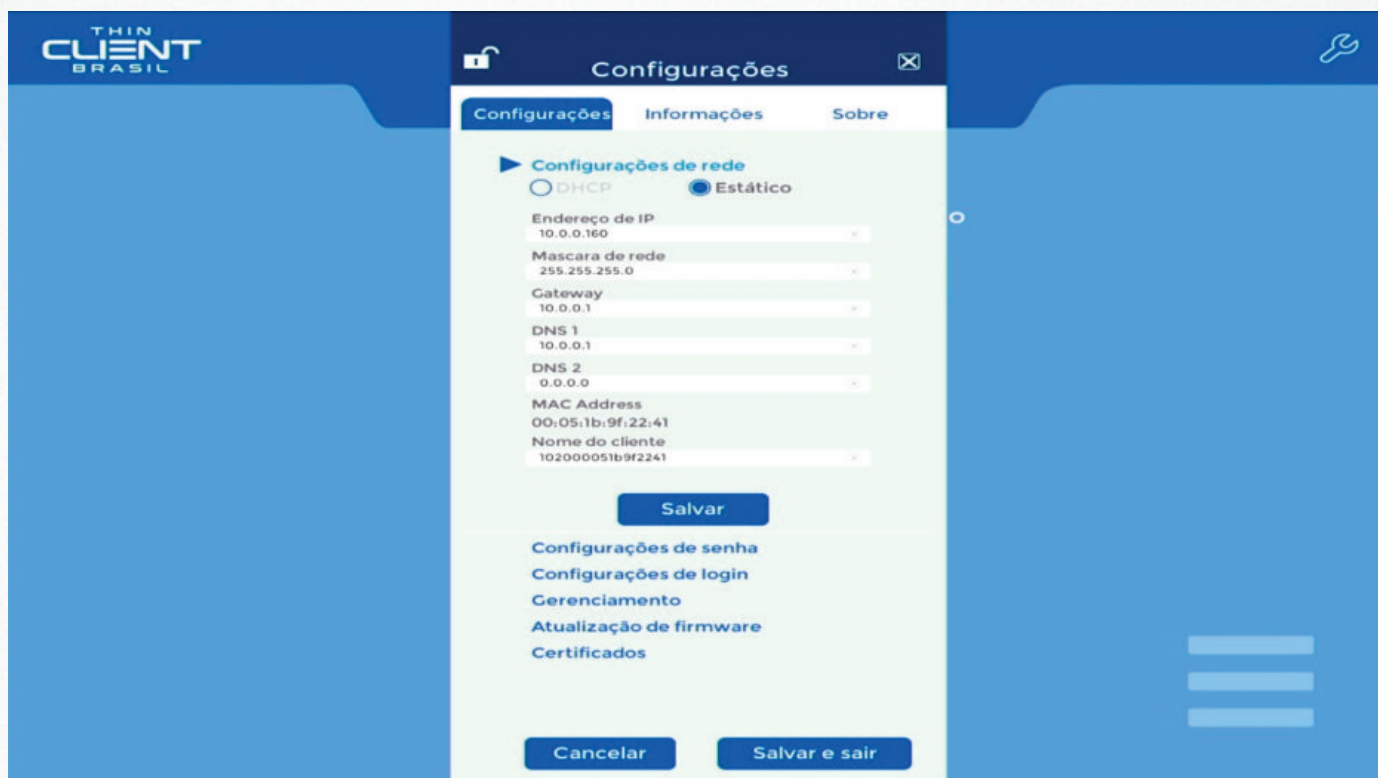 THIN
CLIENT
BRASIL
Configurações
Configurações Informações Sobre
Configurações de rede
DHCP Estático
Endereço de IP
10.0.0.160
Mascara de rede
255.255.255.0
Gateway
10.0.0.1
DNS 1
10.0.0.1
DNS 2
0.0.0.0
MAC Address
00:05:1b:9f:22:41
Nome do cliente
102000051b9f2241
Salvar
Configurações de senha
Configurações de login
Gerenciamento
Atualização de firmware
Certificados
Cancelar Salvar e sair